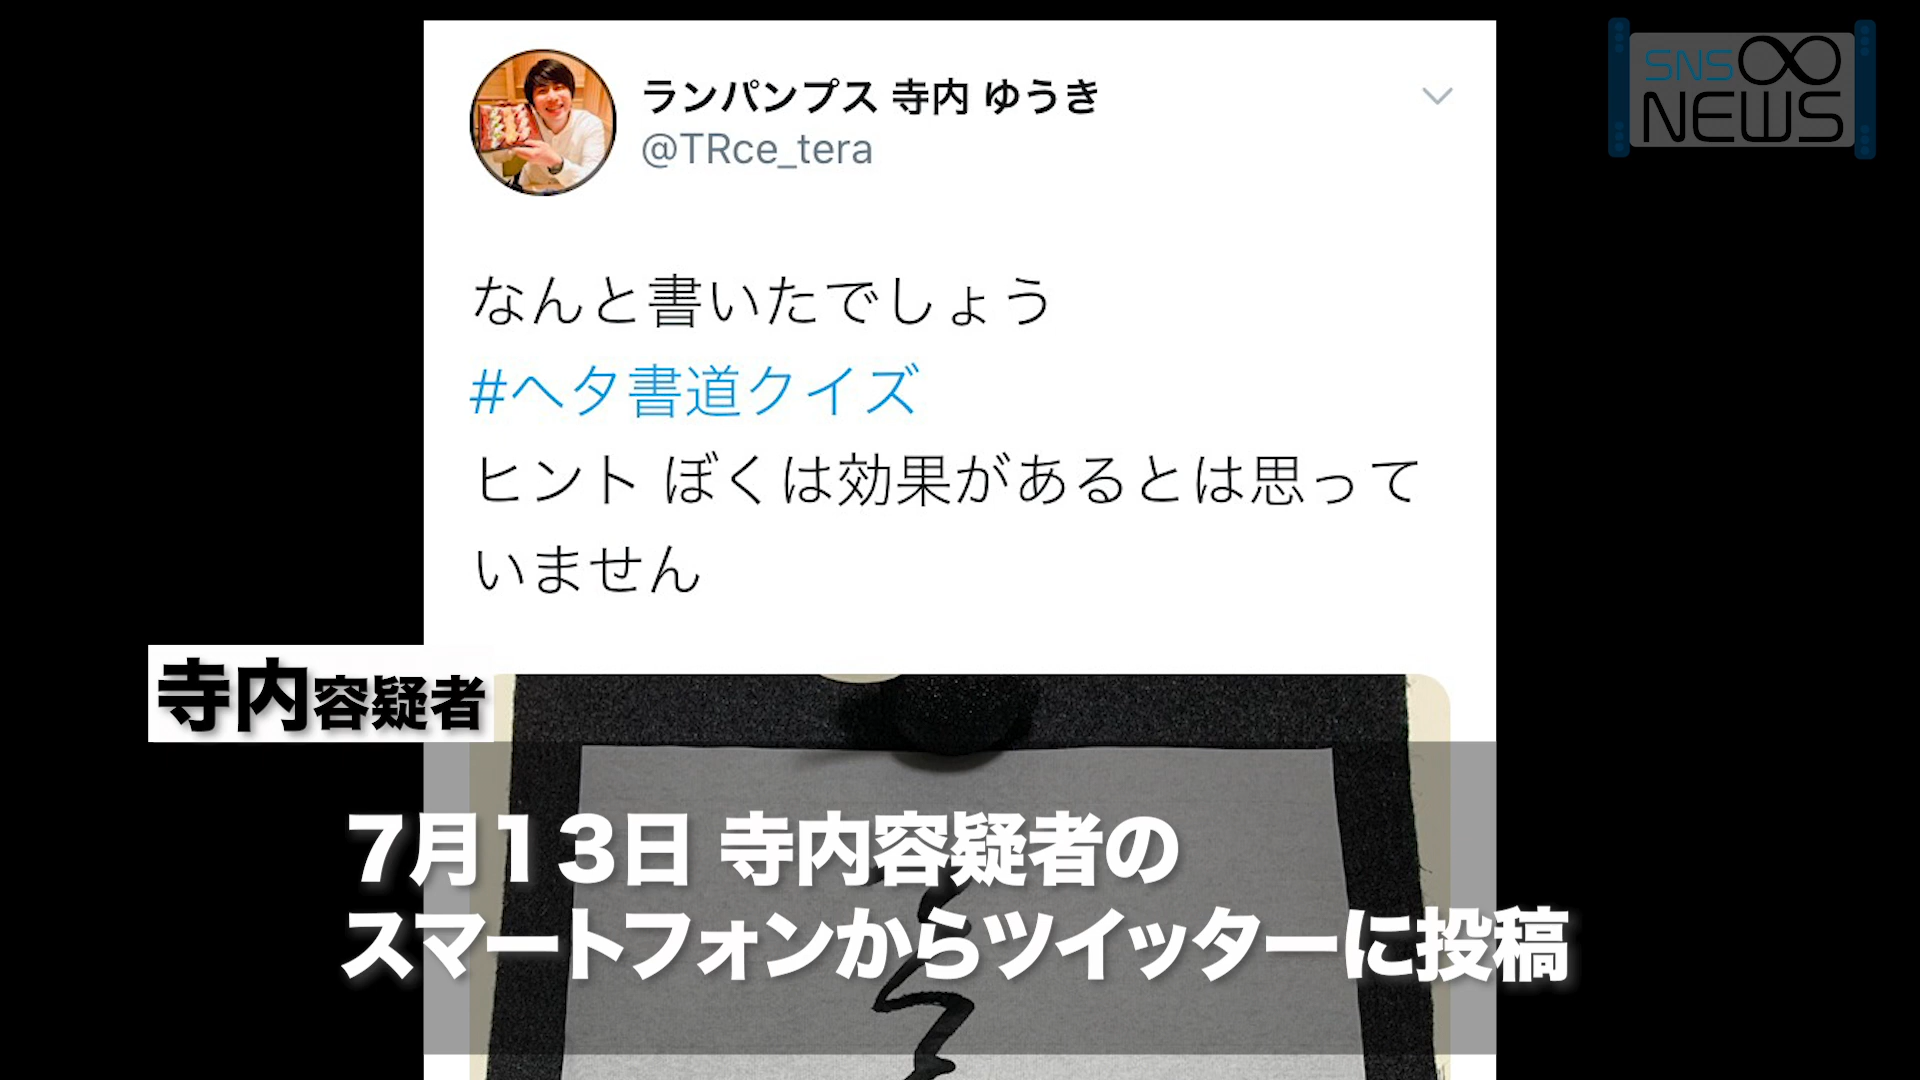 ランパンプス 寺内 ゆうき
@TRce_tera
SNS
NEWS
なんと書いたでしょう
#ヘタ書道クイズ
ヒント ぼくは効果があるとは思って
いません
寺内容疑者
7月13日 寺内容疑者の
スマートフォンからツイッターに投稿